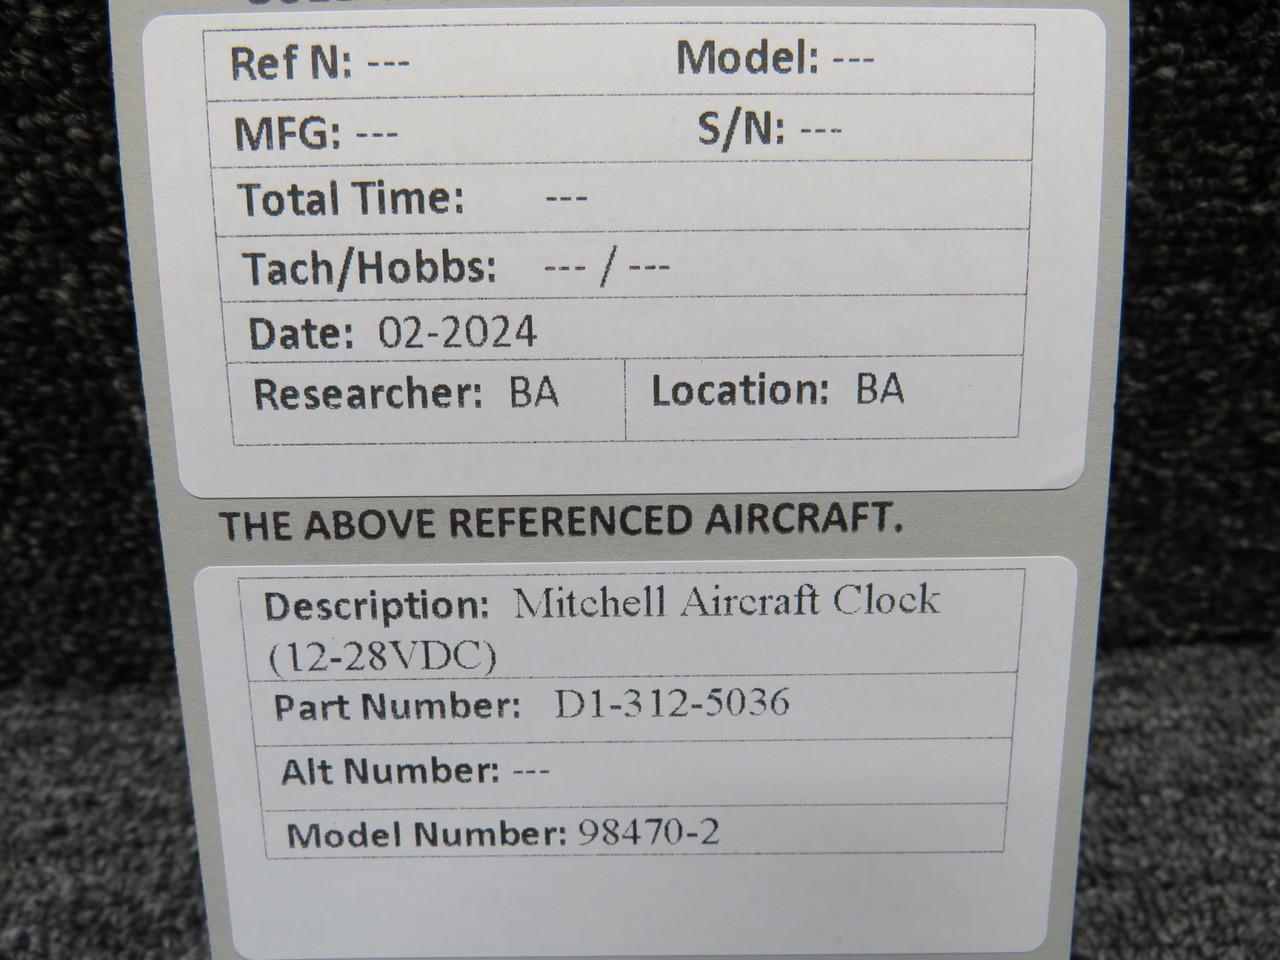 Ref N: --- Model: ---
MFG: --- S/N: ---
Total Time: ---
Tach/Hobbs: --- / ---
Date: 02-2024
Researcher: BA Location: BA
THE ABOVE REFERENCED AIRCRAFT.
Description: Mitchell Aircraft Clock
(12-28VDC)
Part Number: D1-312-5036
Alt Number: ---
Model Number: 98470-2